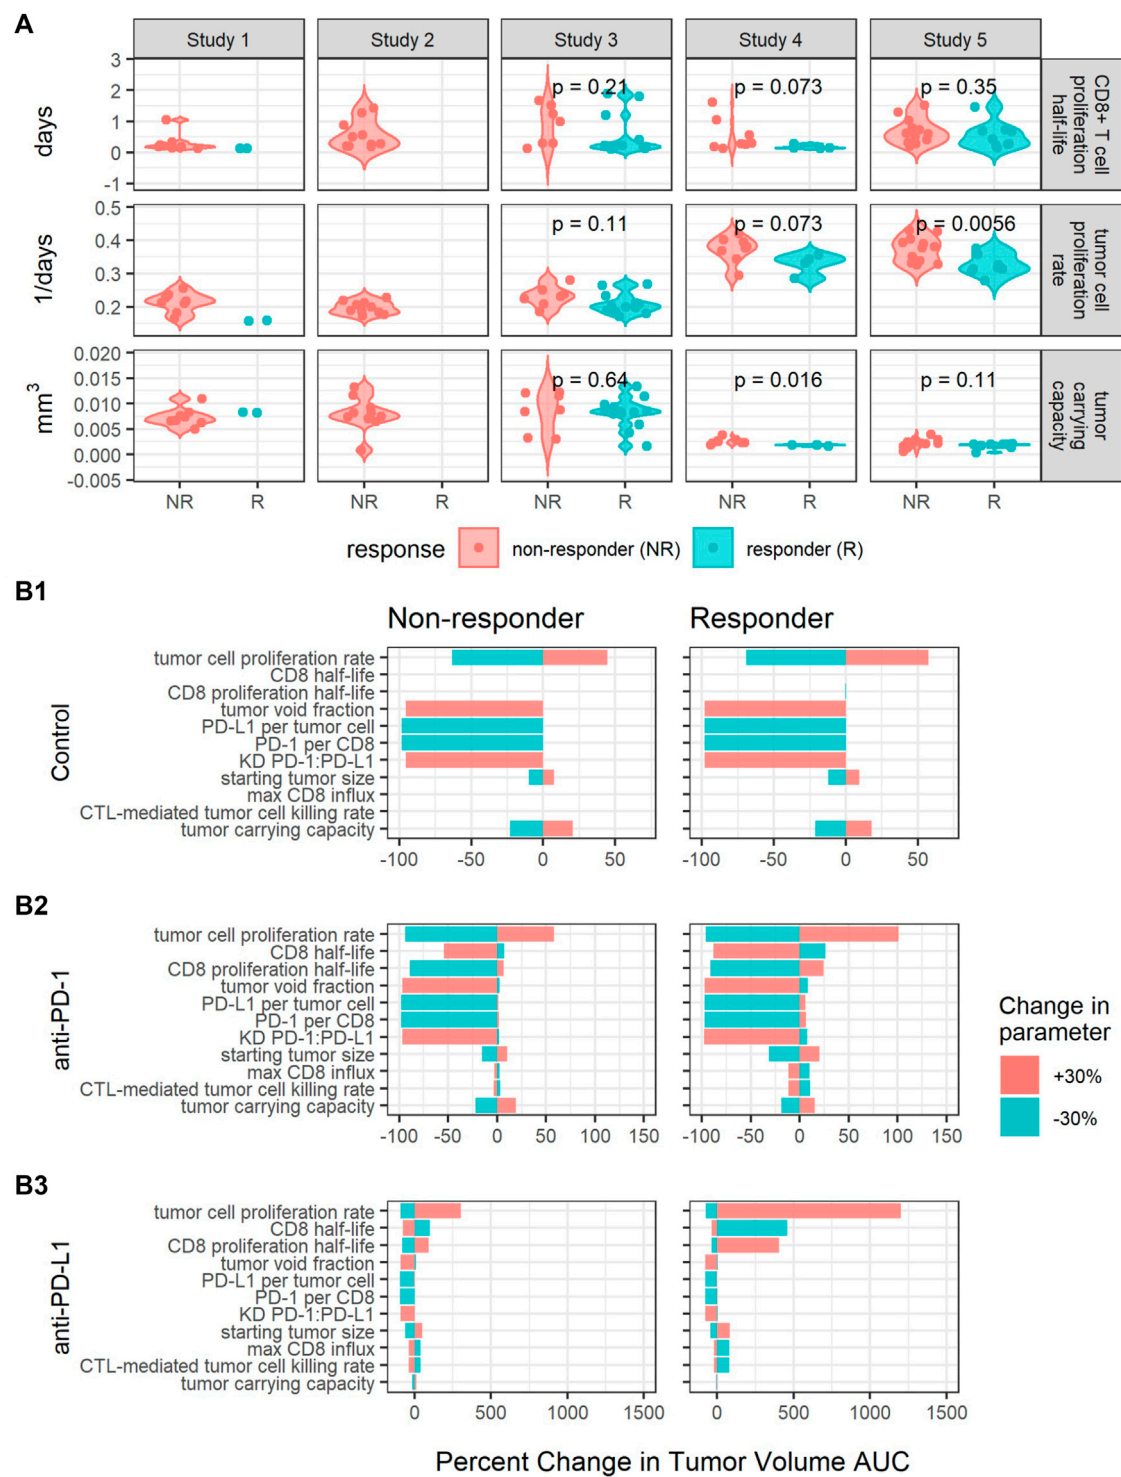 A
Study 1 Study 2 Study 3 Study 4 Study 5
days
3
2
1
0
-1
p = 0.21 p = 0.073 p = 0.35
CD8+ T cell
proliferation
half-life
1/days
0.5
0.4
0.3
0.2
p = 0.11 p = 0.073 p = 0.0056
tumor cell
proliferation
rate
mm3
0.020
0.015
0.010
0.005
0.000
-0.005
p = 0.64 p = 0.016 p = 0.11
tumor
carrying
capacity
NR R NR R NR R NR R NR R
response non-responder (NR) responder (R)
B1
Non-responder Responder
Control
tumor cell proliferation rate
CD8 half-life
CD8 proliferation half-life
tumor void fraction
PD-L1 per tumor cell
PD-1 per CD8
KD PD-1:PD-L1
starting tumor size
max CD8 influx
CTL-mediated tumor cell killing rate
tumor carrying capacity
-100 -50 0 50 -100 -50 0 50
B2
anti-PD-1
tumor cell proliferation rate
CD8 half-life
CD8 proliferation half-life
tumor void fraction
PD-L1 per tumor cell
PD-1 per CD8
KD PD-1:PD-L1
starting tumor size
max CD8 influx
CTL-mediated tumor cell killing rate
tumor carrying capacity
-100 -50 0 50 100 150 -100 -50 0 50 100 150
Change in
parameter
+30%
-30%
B3
anti-PD-L1
tumor cell proliferation rate
CD8 half-life
CD8 proliferation half-life
tumor void fraction
PD-L1 per tumor cell
PD-1 per CD8
KD PD-1:PD-L1
starting tumor size
max CD8 influx
CTL-mediated tumor cell killing rate
tumor carrying capacity
0 500 1000 1500 0 500 1000 1500
Percent Change in Tumor Volume AUC